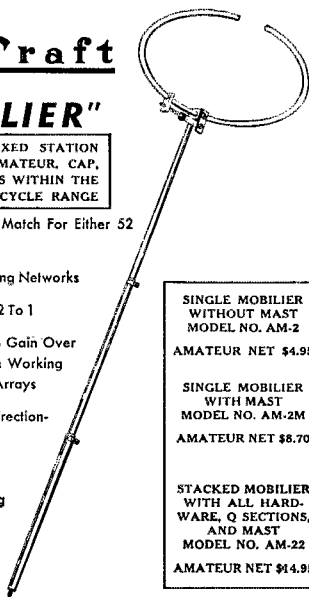 Craft
LIER"
XED STATION
MATEUR, CAP,
S WITHIN THE
CYCLE RANGE
Match For Either 52
ng Networks
2 To 1
Gain Over
Working
Arrays
rection-
g
SINGLE MOBILIER
WITHOUT MAST
MODEL NO. AM-2
AMATEUR NET $4.95
SINGLE MOBILIER
WITH MAST
MODEL NO. AM-2M
AMATEUR NET $8.70
STACKED MOBILIER
WITH ALL HARD-
WARE, Q SECTIONS,
AND MAST
MODEL NO. AM-22
AMATEUR NET $14.95